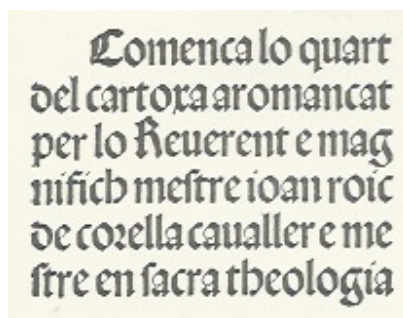 Comenca lo quart
del cartoxa aromancat
per lo Reuerent e mag
nifich meſtre ioan roic
de corella caualler e me
ſtre en ſacra theologia